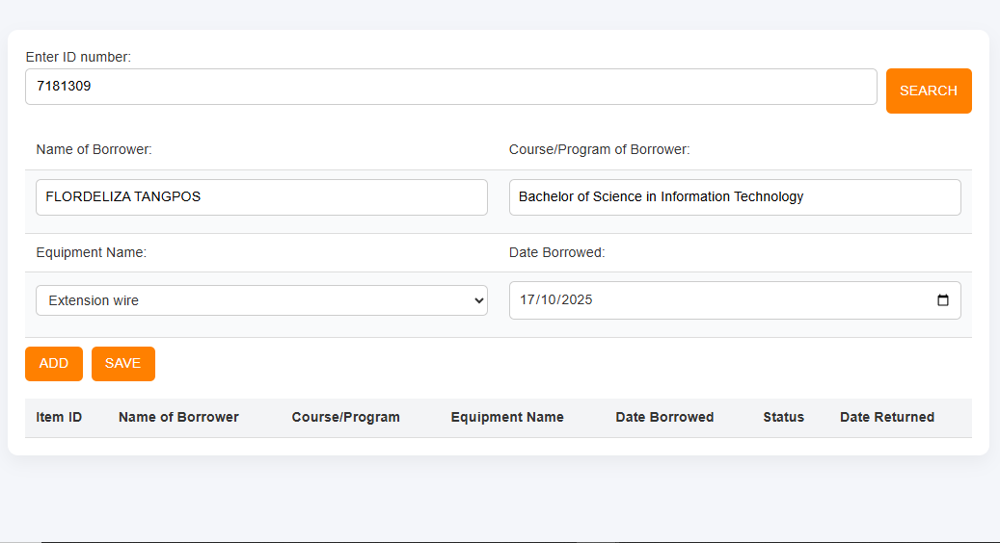 Enter ID number:
7181309 SEARCH
Name of Borrower: Course/Program of Borrower:
FLORDELIZA TANGPOS Bachelor of Science in Information Technology
Equipment Name: Date Borrowed:
Extension wire 17/10/2025
ADD SAVE
Item ID Name of Borrower Course/Program Equipment Name Date Borrowed Status Date Returned